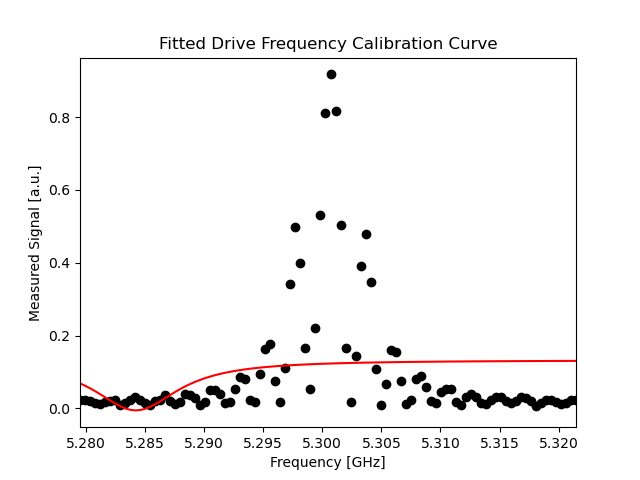 Fitted Drive Frequency Calibration Curve
Measured Signal [a.u.]
0.8
0.6
0.4
0.2
0.0
5.280 5.285 5.290 5.295 5.300 5.305 5.310 5.315 5.320
Frequency [GHz]